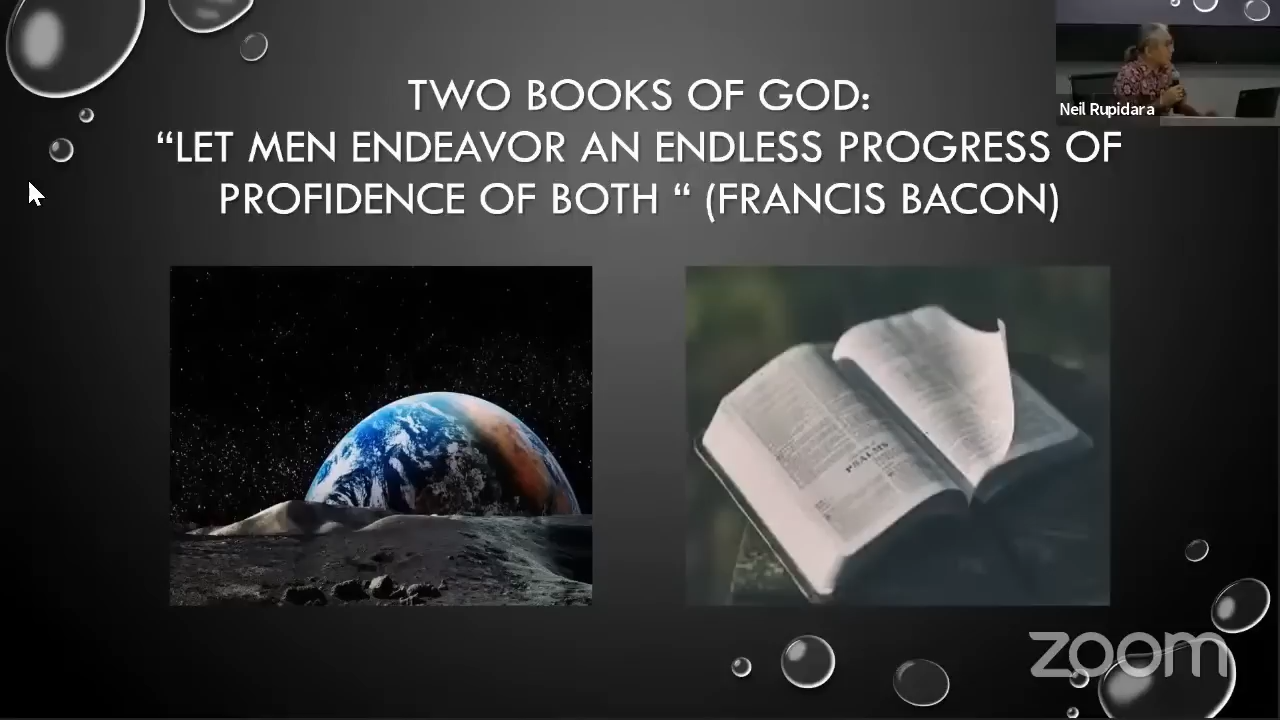 TWO BOOKS OF GOD:
“LET MEN ENDEAVOR AN ENDLESS PROGRESS OF
PROFIDENCE OF BOTH “ (FRANCIS BACON)
Neil Rupidara
PSALMS
zoom